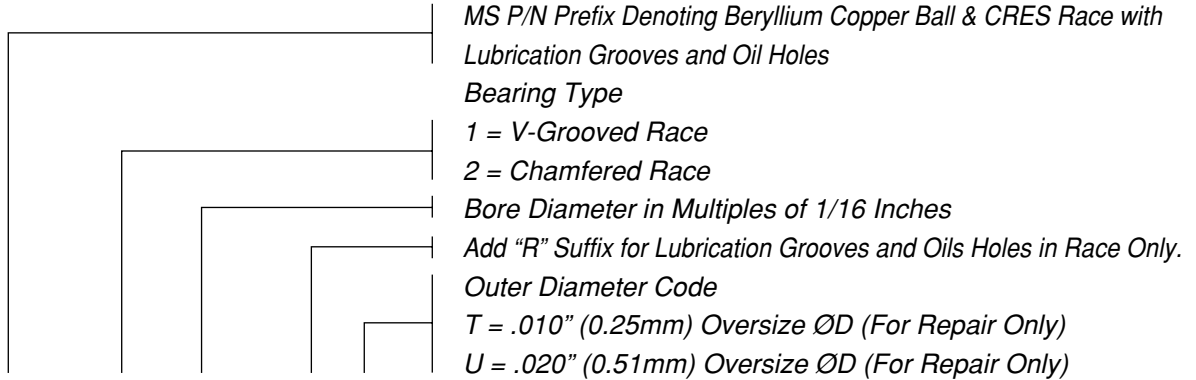 MS P/N Prefix Denoting Beryllium Copper Ball & CRES Race with
Lubrication Grooves and Oil Holes
Bearing Type
1 = V-Grooved Race
2 = Chamfered Race
Bore Diameter in Multiples of 1/16 Inches
Add “R” Suffix for Lubrication Grooves and Oils Holes in Race Only.
Outer Diameter Code
T = .010” (0.25mm) Oversize ØD (For Repair Only)
U = .020” (0.51mm) Oversize ØD (For Repair Only)